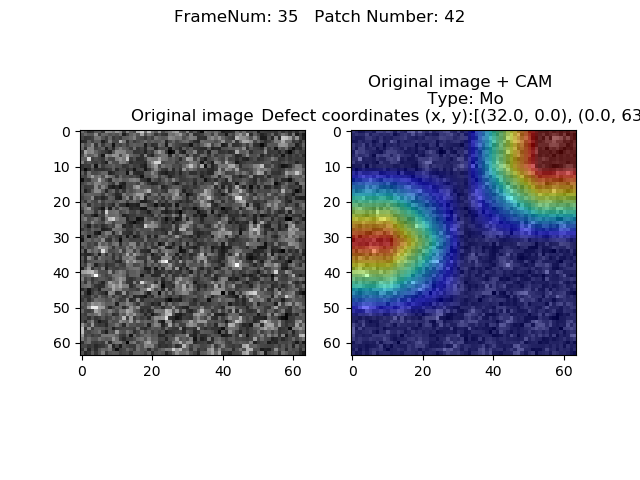 FrameNum: 35   Patch Number: 42
Original image + CAM
Type: Mo
Original image
Defect coordinates (x, y):[(32.0, 0.0), (0.0, 63
0
10
20
30
40
50
60
0 20 40 60
0
10
20
30
40
50
60
0 20 40 60